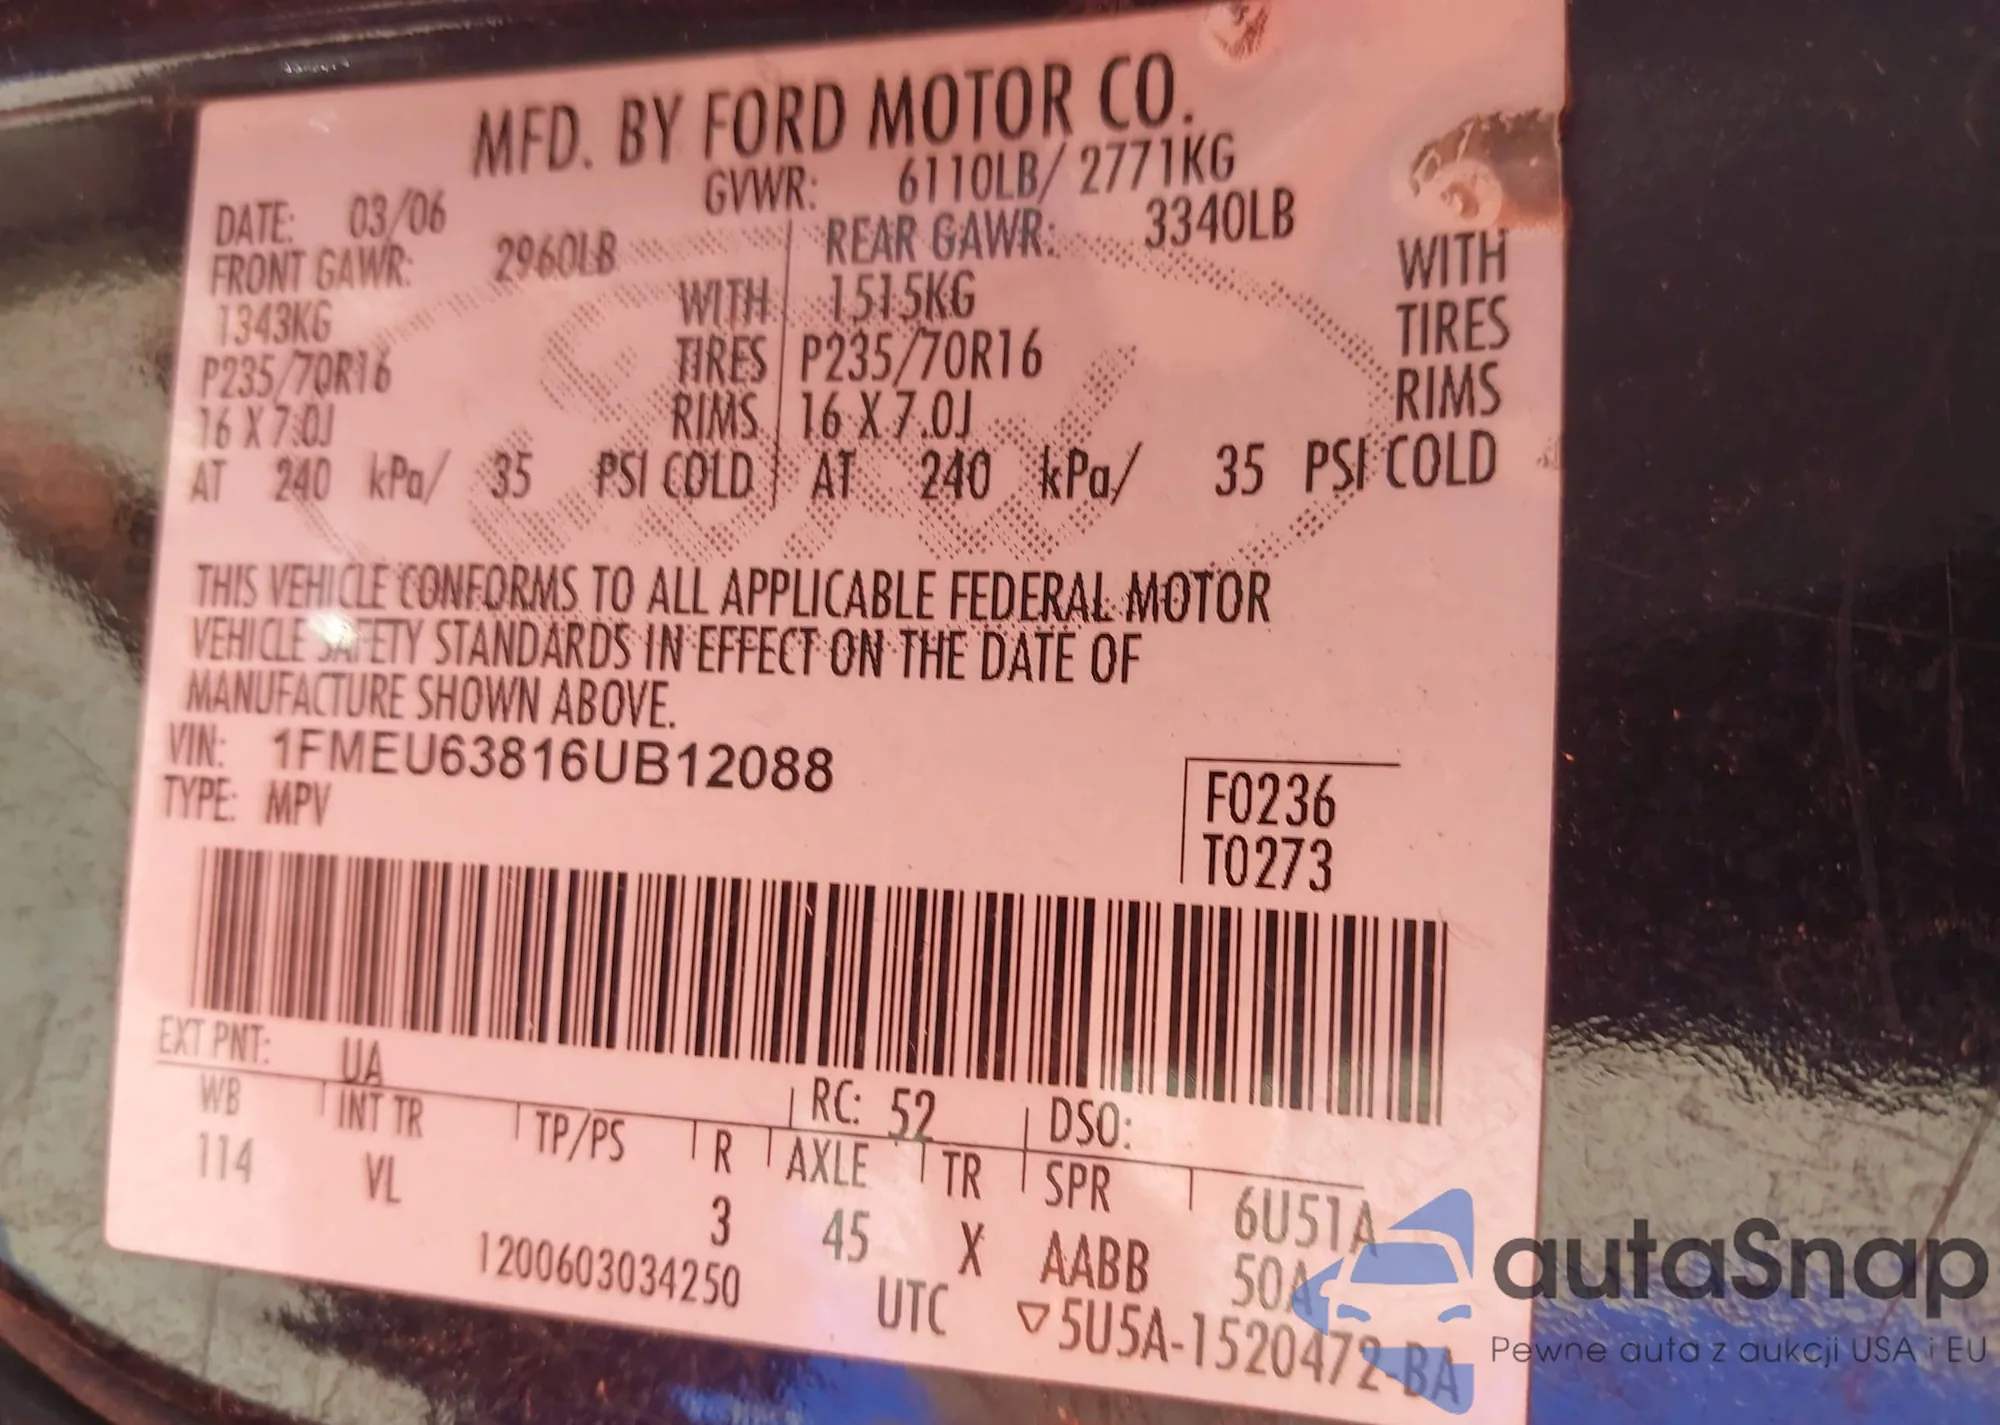 MFD. BY FORD MOTOR CO.
DATE: 03/06 GVWR: 6110LB/ 2771KG
FRONT GAWR: 2960LB REAR GAWR: 3340LB
1343KG WITH 1515KG WITH
P235/70R16 TIRES P235/70R16 TIRES
16 X 7.0J RIMS 16 X 7.0J RIMS
AT 240 kPa/ 35 PSI COLD AT 240 kPa/ 35 PSI COLD
THIS VEHICLE CONFORMS TO ALL APPLICABLE FEDERAL MOTOR
VEHICLE SAFETY STANDARDS IN EFFECT ON THE DATE OF
MANUFACTURE SHOWN ABOVE.
VIN: 1FMEU63816UB12088
TYPE: MPV
F0236
T0273
EXT PNT: UA RC: 52 DSO:
WB INT TR TP/PS R AXLE TR SPR 6U51A
114 VL 3 45 X AABB 50A
1200603034250 UTC ▽5U5A-1520472-BA
autaSnap
Pewne auta z aukcji USA i EU